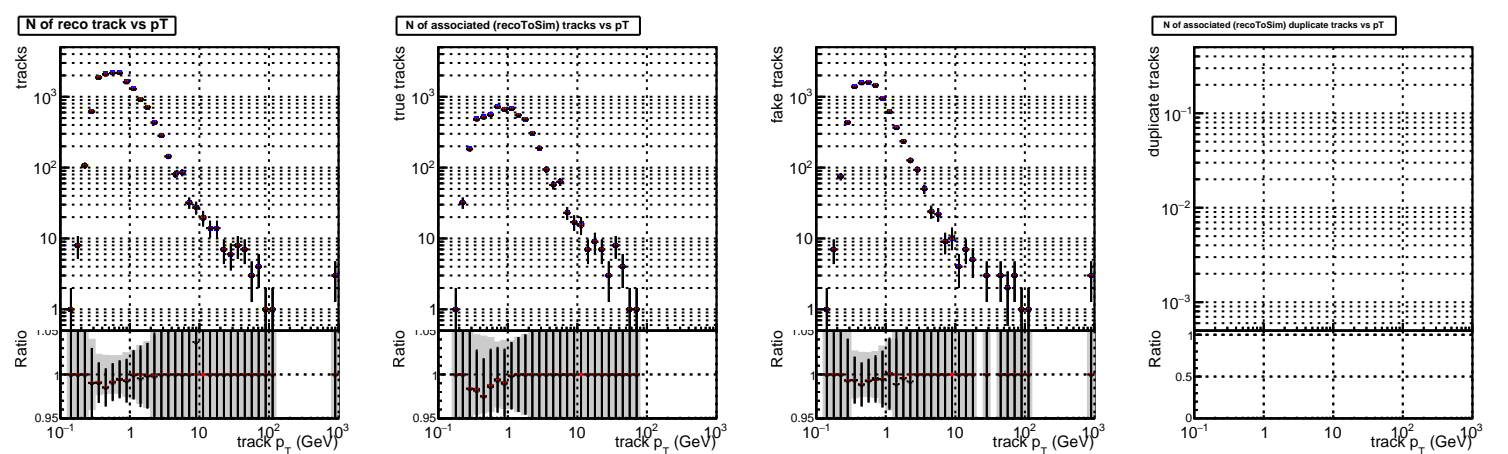 N of reco track vs pT
tracks
10³
10²
10
1
1.05
Ratio
1
0.95
10⁻¹ 1 10 10² 10³
track p_T (GeV)
N of associated (recoToSim) tracks vs pT
true tracks
10³
10²
10
1
1.05
Ratio
1
0.95
10⁻¹ 1 10 10² 10³
track p_T (GeV)
fake tracks
10³
10²
10
1
1.05
Ratio
1
0.95
10⁻¹ 1 10 10² 10³
track p_T (GeV)
N of associated (recoToSim) duplicate tracks vs pT
duplicate tracks
10⁻¹
10⁻²
10⁻³
Ratio
1
0.5
0
10⁻¹ 1 10 10² 10³
track p_T (GeV)